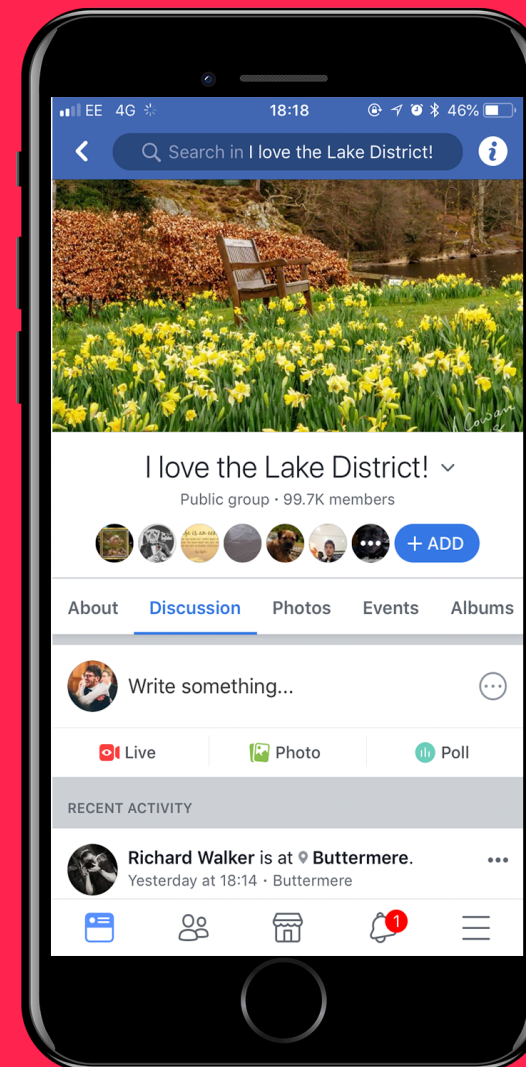 EE 4G 18:18 46%
Search in I love the Lake District!
Cowan
I love the Lake District!
Public group · 99.7K members
+ ADD
About Discussion Photos Events Albums
Write something...
Live Photo Poll
RECENT ACTIVITY
Richard Walker is at Buttermere.
Yesterday at 18:14 · Buttermere
1